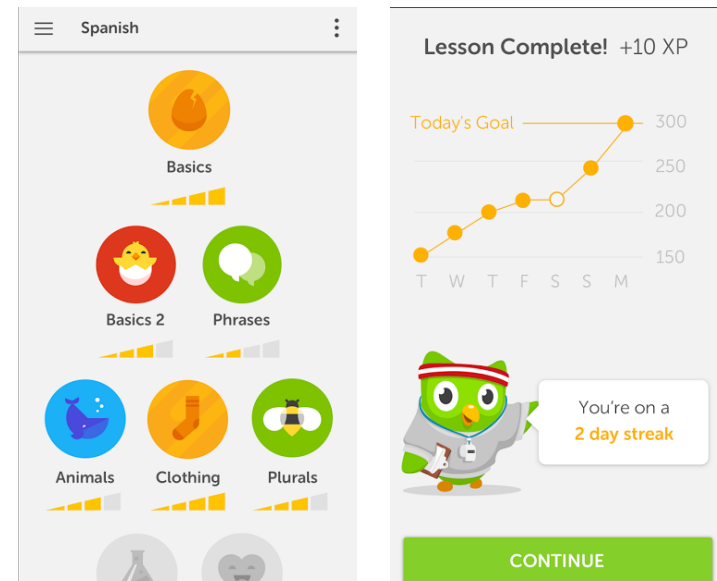 Spanish
Basics
Basics 2
Phrases
Animals
Clothing
Plurals
Lesson Complete! +10 XP
Today's Goal
300
250
200
150
T W T F S S M
You're on a
2 day streak
CONTINUE